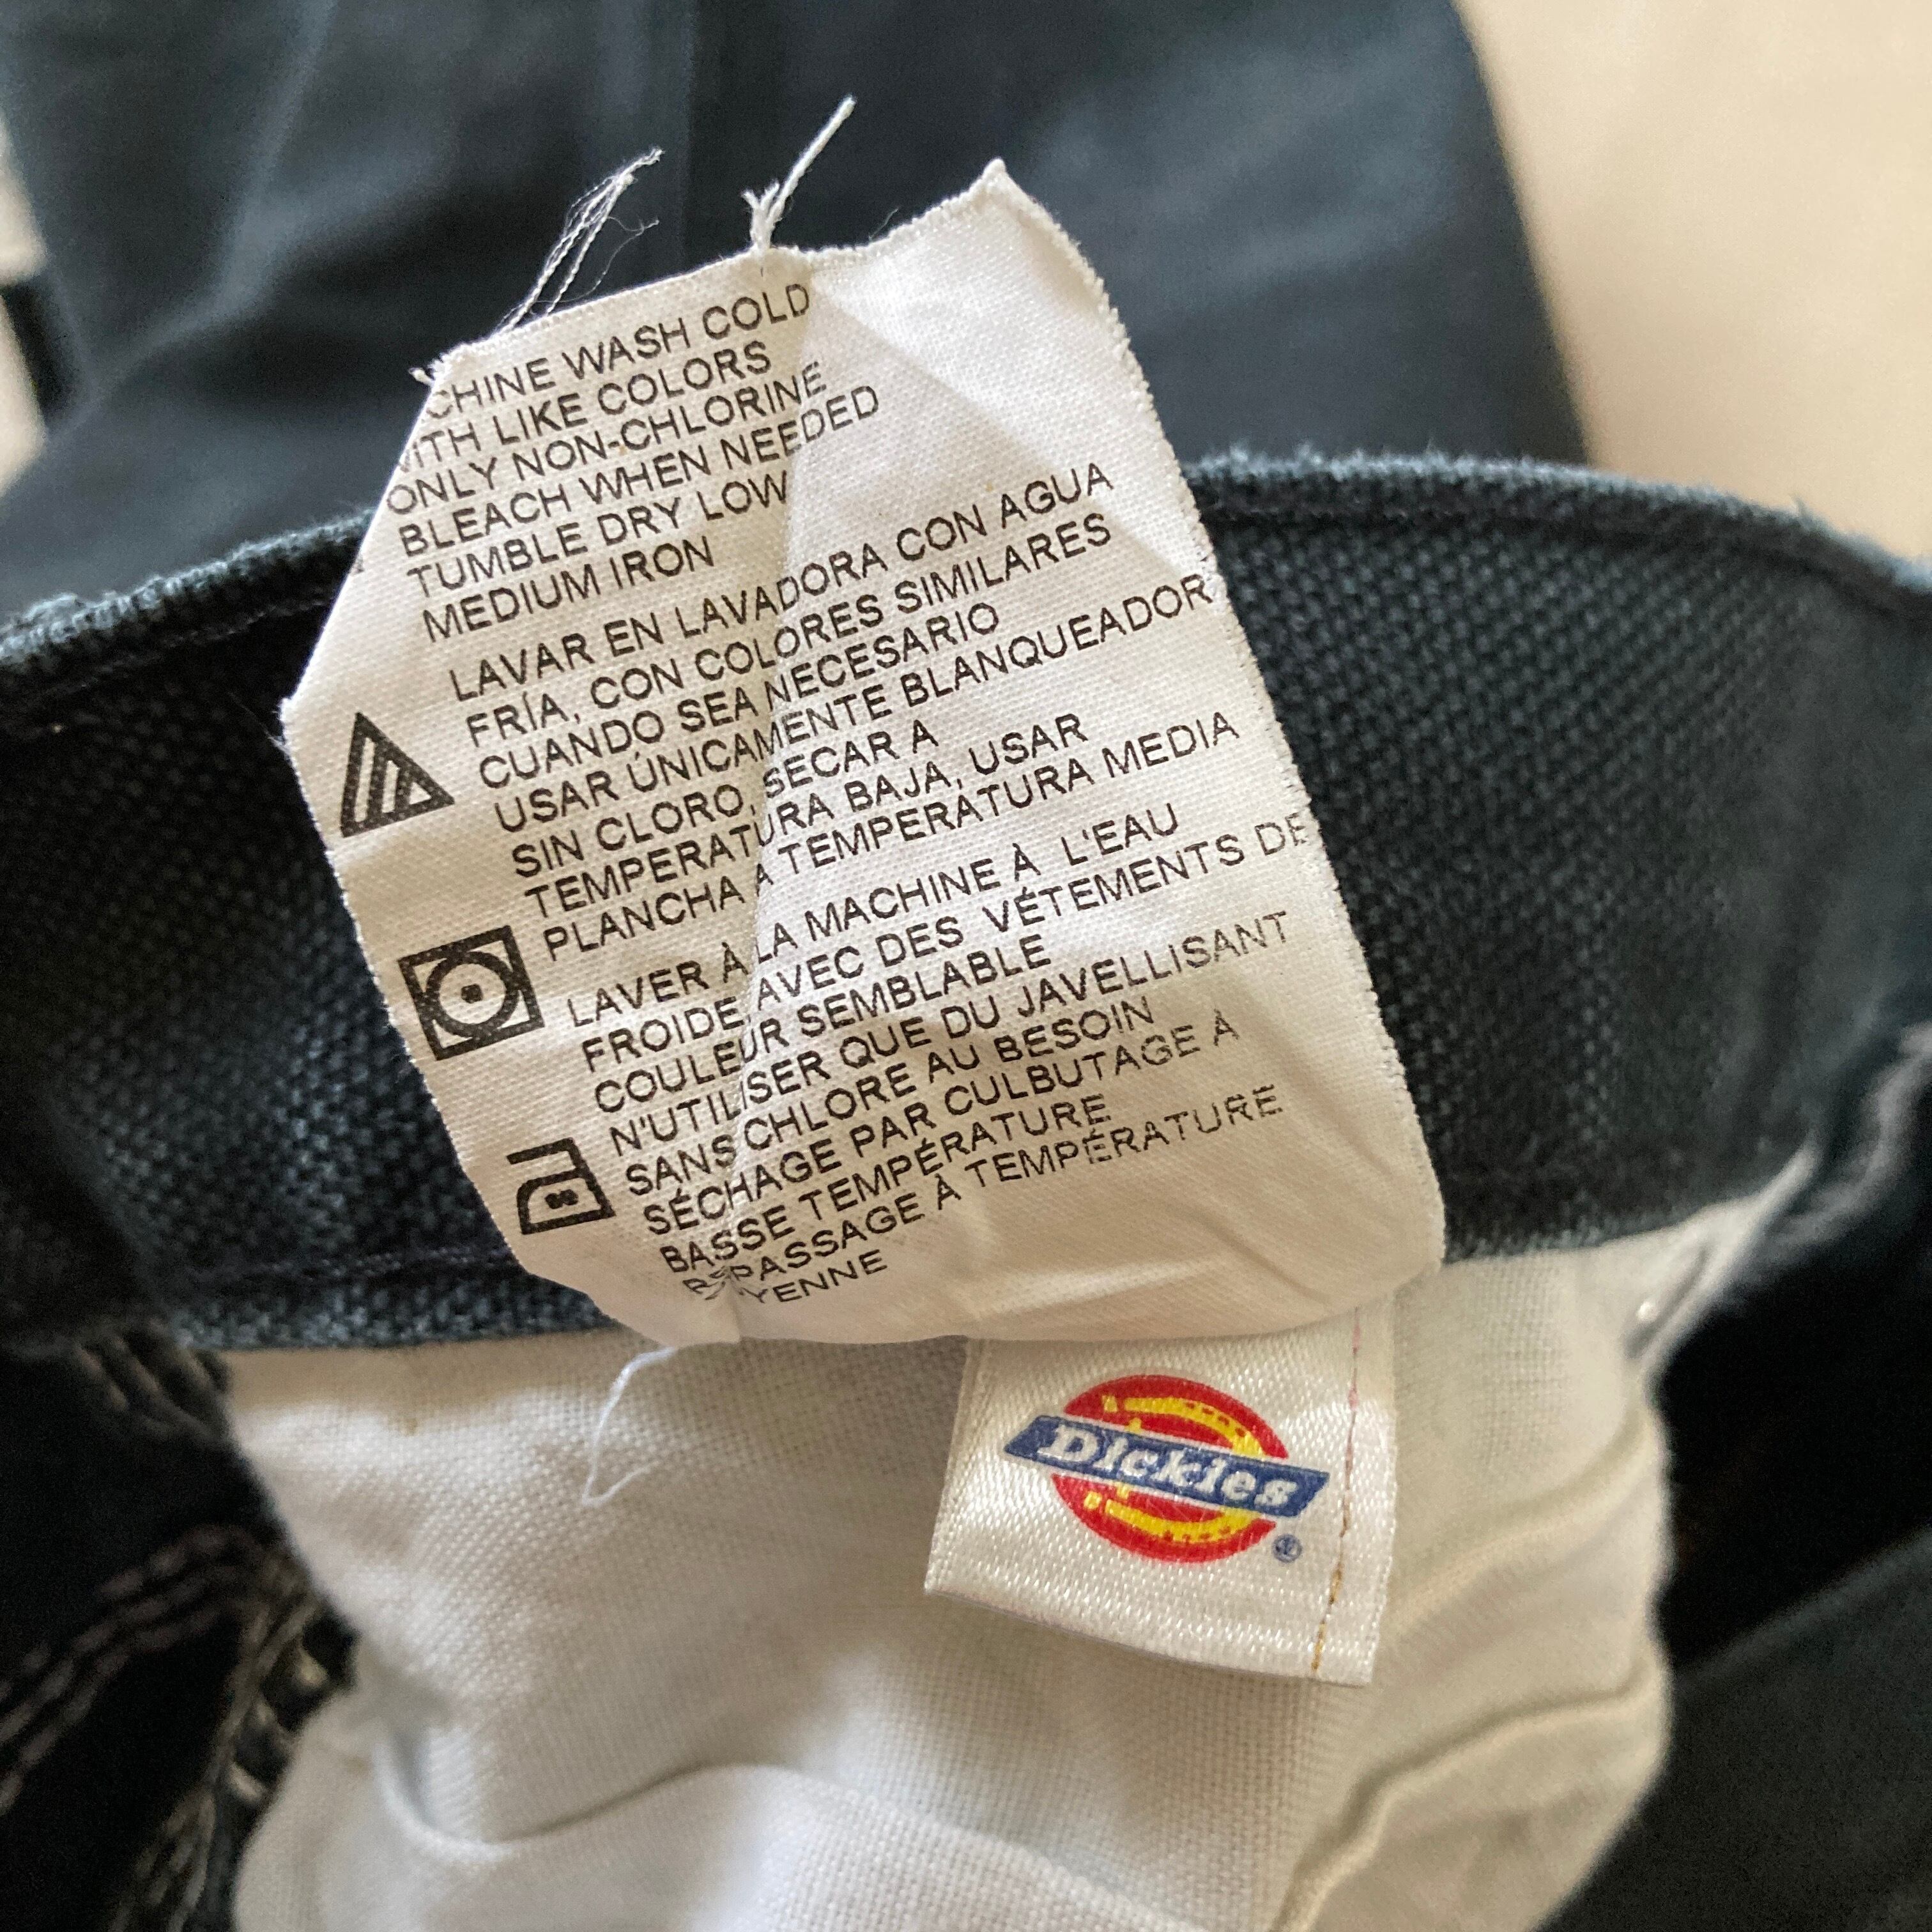 CHINE WASH COLD
ITH LIKE COLORS
ONLY NON-CHLORINE
BLEACH WHEN NEEDED
TUMBLE DRY LOW
MEDIUM IRON
LAVAR EN LAVADORA CON AGUA
FRÍA, CON COLORES SIMILARES
CUANDO SEA NECESARIO
USAR ÚNICAMENTE BLANQUEADOR
SIN CLORO, SECAR A
TEMPERATURA BAJA, USAR
PLANCHA A TEMPERATURA MEDIA
LAVER À LA MACHINE À L'EAU
FROIDE AVEC DES VÉTEMENTS DE
COULEUR SEMBLABLE
N'UTILISER QUE DU JAVELLISANT
SANS CHLORE AU BESOIN
SÉCHAGE PAR CULBUTAGE À
BASSE TEMPÉRATURE
REPASSAGE À TEMPÉRATURE
YENNE
Dickies®